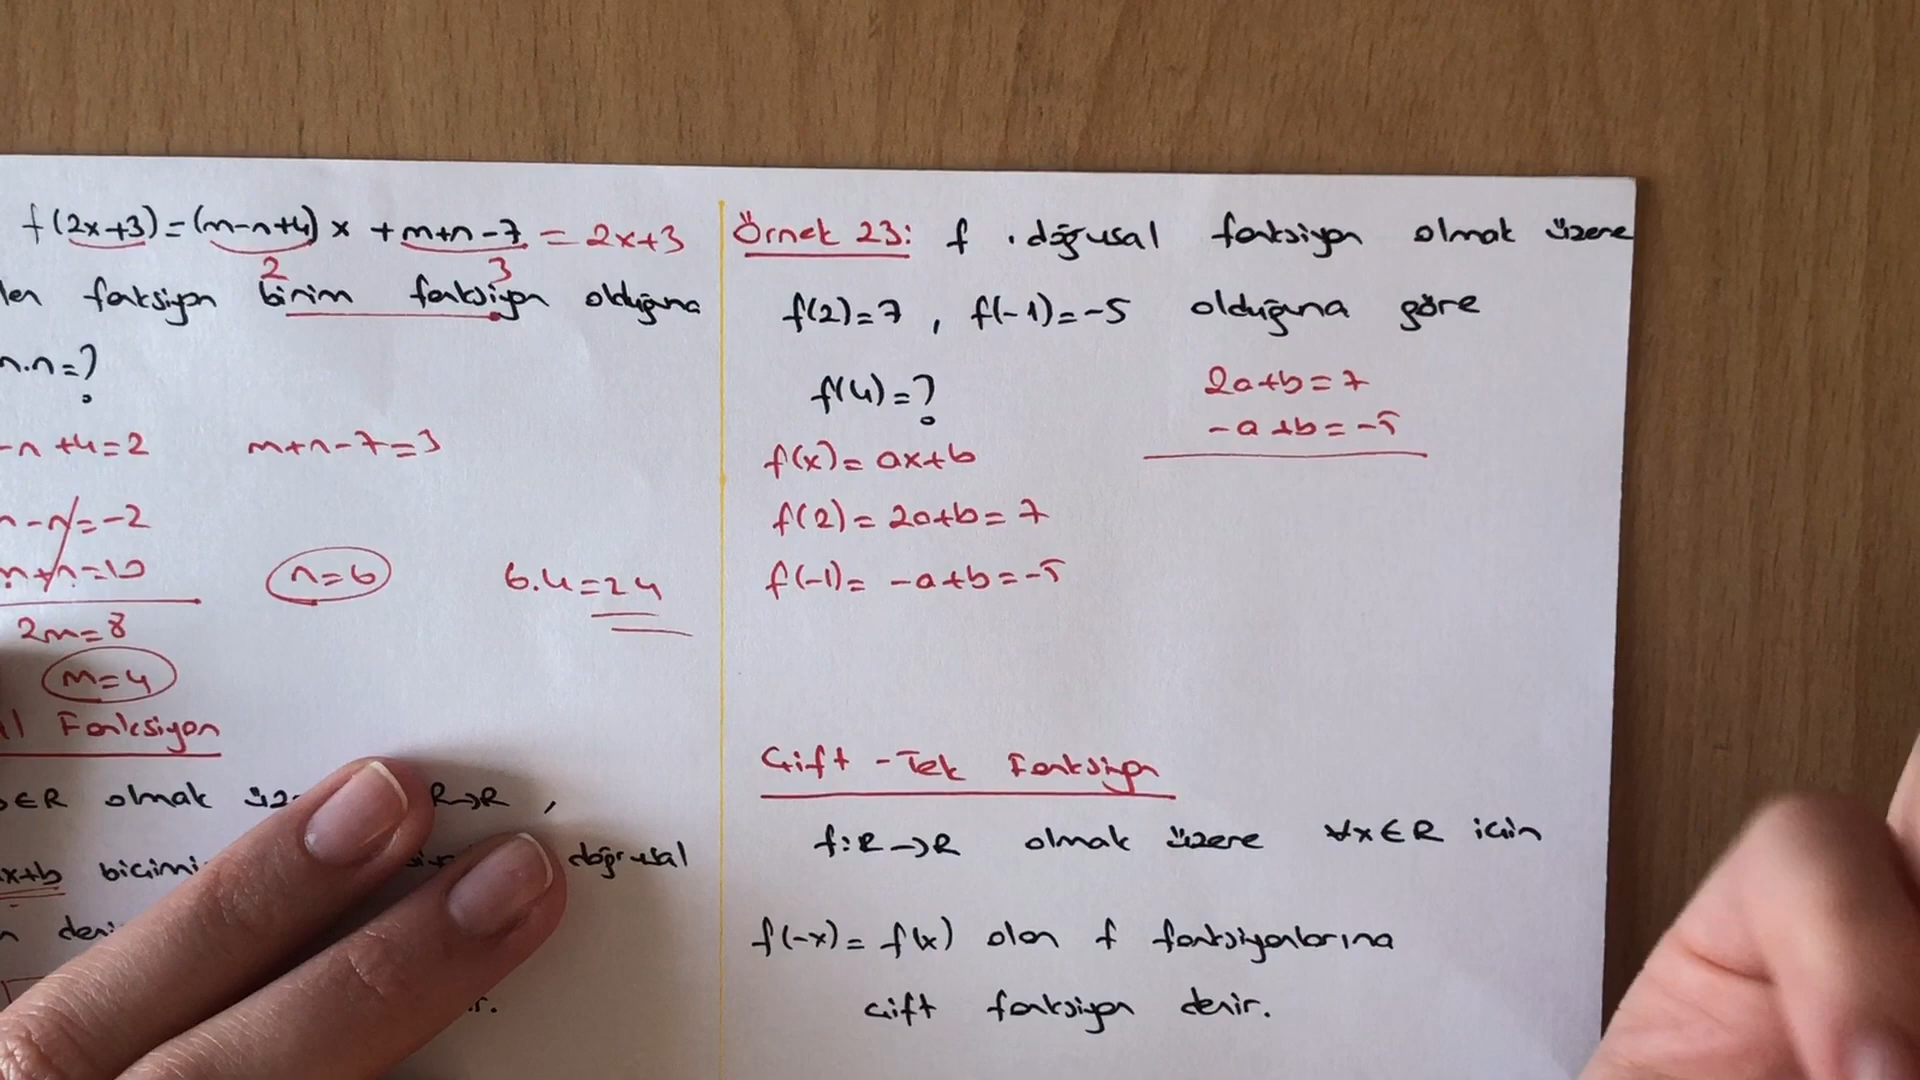 f(2x+3)=(m-n+4)x +m+n-7 = 2x+3
2 3
fonksiyon birim fonksiyon olduğuna
m.n=?
-n+4=2 m+n-7=3
-n=-2
m+n=10
n=6 6.4=24
2m=8
m=4
Fonksiyon
∈R olmak R→R ,
x+b doğrusal
Örnek 23: f doğrusal fonksiyon olmak üzere
f(2)=7 , f(-1)=-5 olduğuna göre
f(4)=?
2a+b=7
-a+b=-5
f(x)= ax+b
f(2)= 2a+b=7
f(-1)= -a+b=-5
Çift -Tek Fonksiyon
f:R→R olmak üzere ∀x∈R için
f(-x)= f(x) olan f fonksiyonlarına
çift fonksiyon denir.